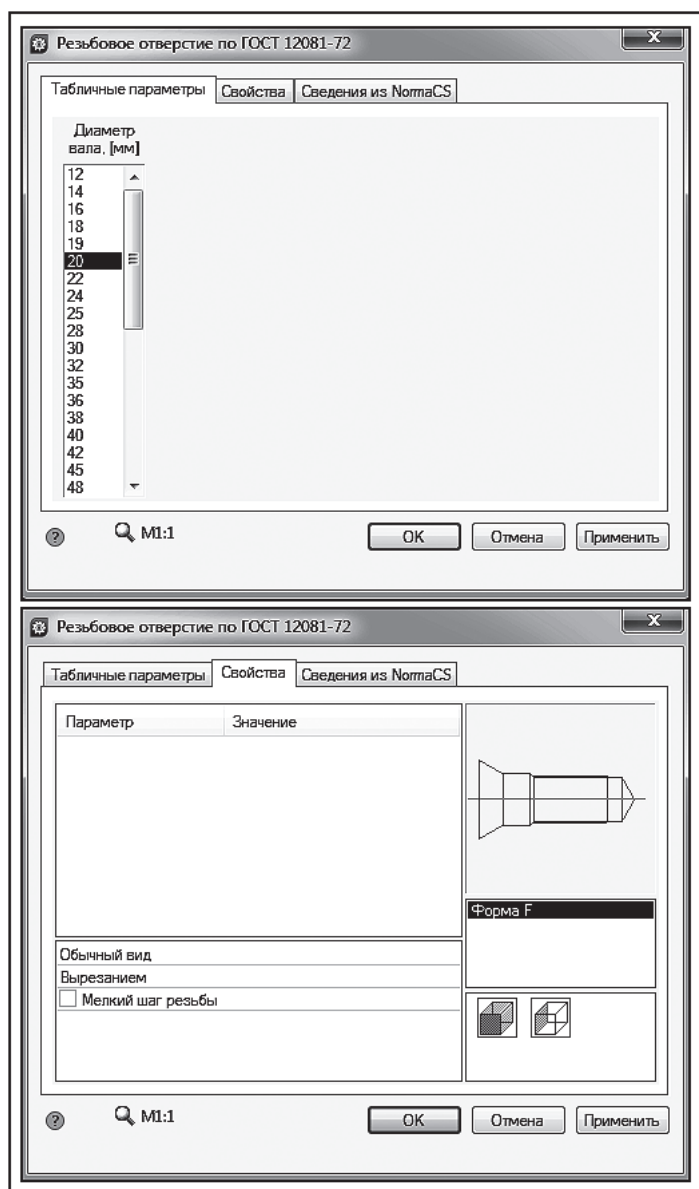 Резьбовое отверстие по ГОСТ 12081-72
Табличные параметры Свойства Сведения из NormaCS
Диаметр
вала, [мм]
12
14
16
18
19
20
22
24
25
28
30
32
35
36
38
40
42
45
48
? М1:1 OK Отмена Применить
Резьбовое отверстие по ГОСТ 12081-72
Табличные параметры Свойства Сведения из NormaCS
Параметр Значение
Форма F
Обычный вид
Вырезанием
Мелкий шаг резьбы
? М1:1 OK Отмена Применить